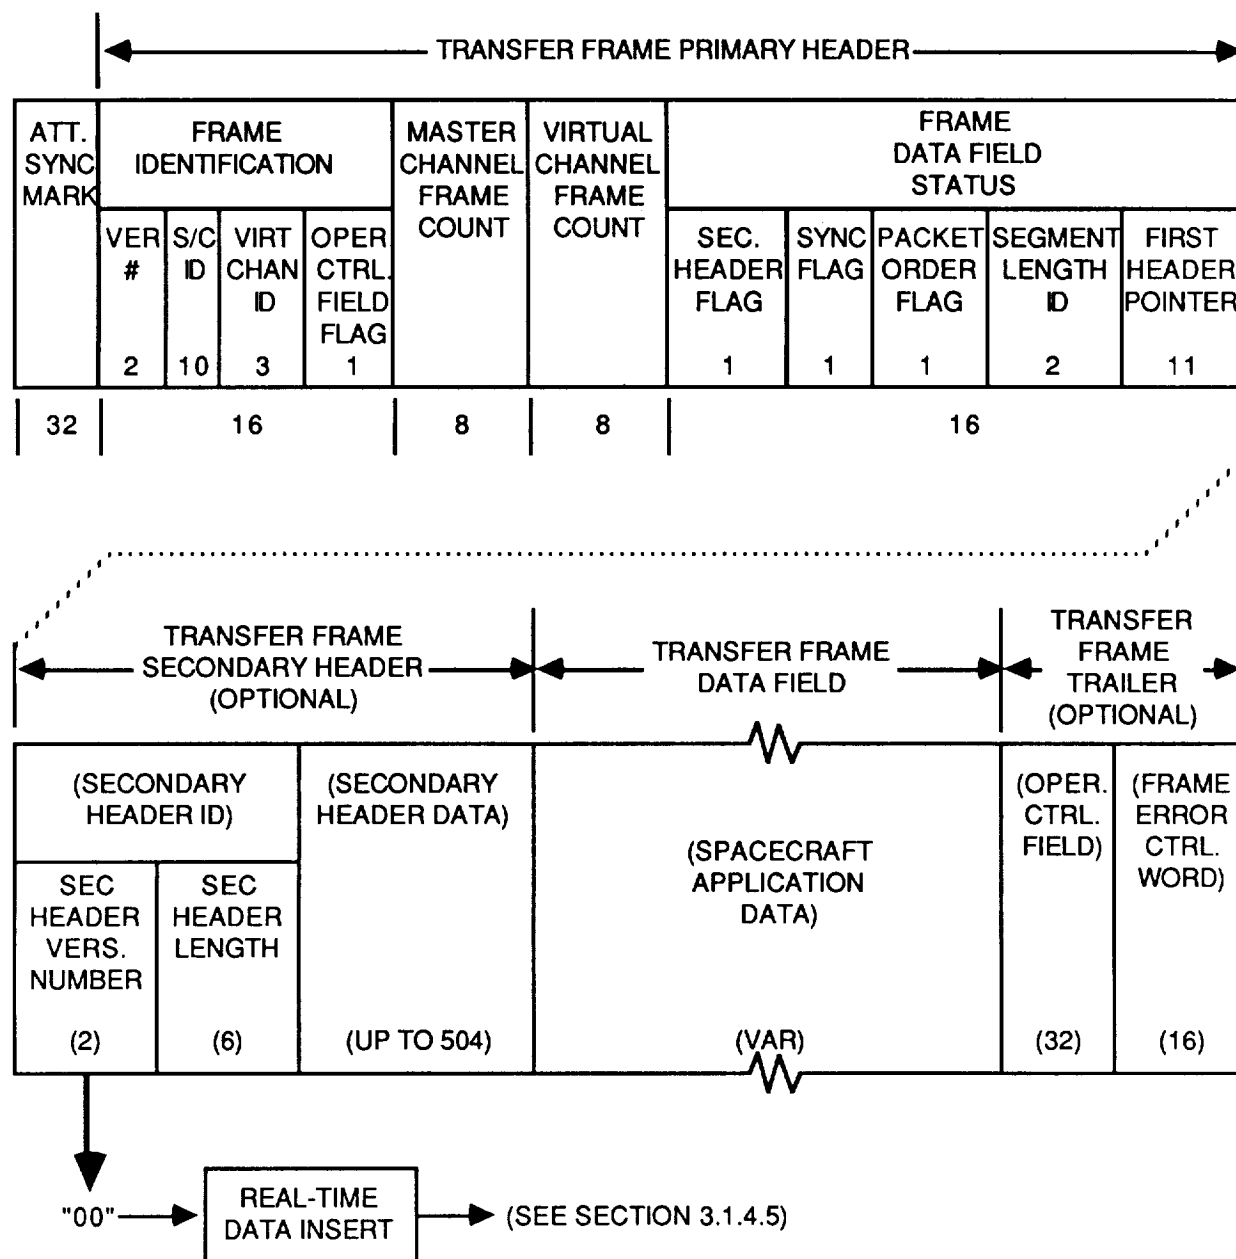 TRANSFER FRAME PRIMARY HEADER
ATT.
SYNC
MARK
FRAME
IDENTIFICATION
MASTER
CHANNEL
FRAME
COUNT
VIRTUAL
CHANNEL
FRAME
COUNT
FRAME
DATA FIELD
STATUS
VER
#
2
S/C
ID
10
VIRT
CHAN
ID
3
OPER.
CTRL.
FIELD
FLAG
1
SEC.
HEADER
FLAG
1
SYNC
FLAG
1
PACKET
ORDER
FLAG
1
SEGMENT
LENGTH
ID
2
FIRST
HEADER
POINTER
11
32 16 8 8 16
TRANSFER FRAME
SECONDARY HEADER
(OPTIONAL)
TRANSFER FRAME
DATA FIELD
TRANSFER
FRAME
TRAILER
(OPTIONAL)
(SECONDARY
HEADER ID)
SEC
HEADER
VERS.
NUMBER
(2)
SEC
HEADER
LENGTH
(6)
(SECONDARY
HEADER DATA)
(UP TO 504)
(SPACECRAFT
APPLICATION
DATA)
(VAR)
(OPER.
CTRL.
FIELD)
(32)
(FRAME
ERROR
CTRL.
WORD)
(16)
"00"
REAL-TIME
DATA INSERT
(SEE SECTION 3.1.4.5)